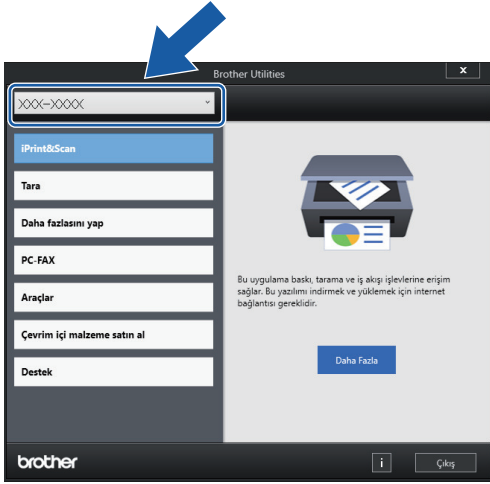 Brother Utilities
X
XXX-XXXX
iPrint&Scan
Tara
Daha fazlasını yap
PC-FAX
Araçlar
Çevrim içi malzeme satın al
Destek
Bu uygulama baskı, tarama ve iş akışı işlevlerine erişim
sağlar. Bu yazılımı indirmek ve yüklemek için internet
bağlantısı gereklidir.
Daha Fazla
brother
i
Çıkış